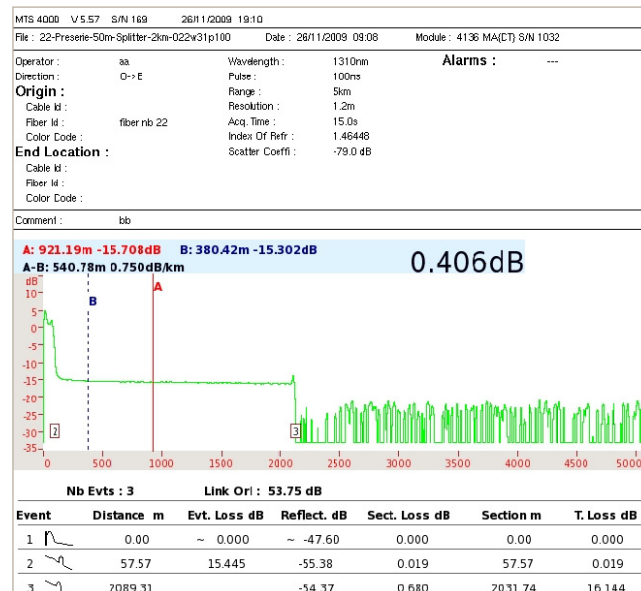 MTS 4000 V 5.57 S/N 169 26/11/2009 19:10
File : 22-Preserie-50m-Splitter-2km-022w31p100 Date : 26/11/2009 09:08 Module : 4136 MA(CT) S/N 1032
Operator : aa Wavelength : 1310nm Alarms : ---
Direction : O->E Pulse : 100ns
Origin : Range : 5km
Cable Id : Resolution : 1.2m
Fiber Id : fiber nb 22 Acq. Time : 15.0s
Color Code : Index Of Refr : 1.46448
End Location : Scatter Coeffi : -79.0 dB
Cable Id :
Fiber Id :
Color Code :
Comment : bb
A: 921.19m -15.708dB B: 380.42m -15.302dB
A-B: 540.78m 0.750dB/km 0.406dB
dB
10
5
0
-5
-10
-15
-20
-25
-30
-35
B A
2 3
0 500 1000 1500 2000 2500 3000 3500 4000 4500 5000
Nb Evts : 3 Link Orl : 53.75 dB
Event Distance m Evt. Loss dB Reflect. dB Sect. Loss dB Section m T. Loss dB
1 0.00 ~ 0.000 ~ -47.60 0.000 0.00 0.000
2 57.57 15.445 -55.38 0.019 57.57 0.019
3 2089.31 -54.37 0.680 2031.74 16.144